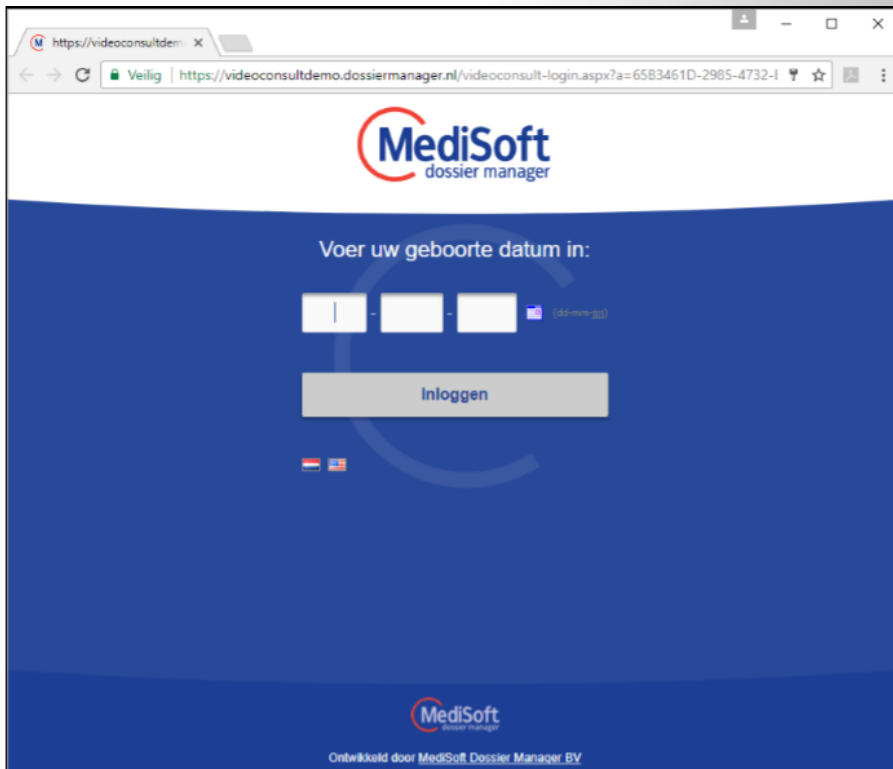 M https://videoconsultdem
Veilig | https://videoconsultdemo.dossiermanager.nl/videoconsult-login.aspx?a=6583461D-2985-4732-
MediSoft
dossier manager
Voer uw geboorte datum in:
- - (dd-mm-jjjj)
Inloggen
MediSoft
dossier manager
Ontwikkeld door MediSoft Dossier Manager BV